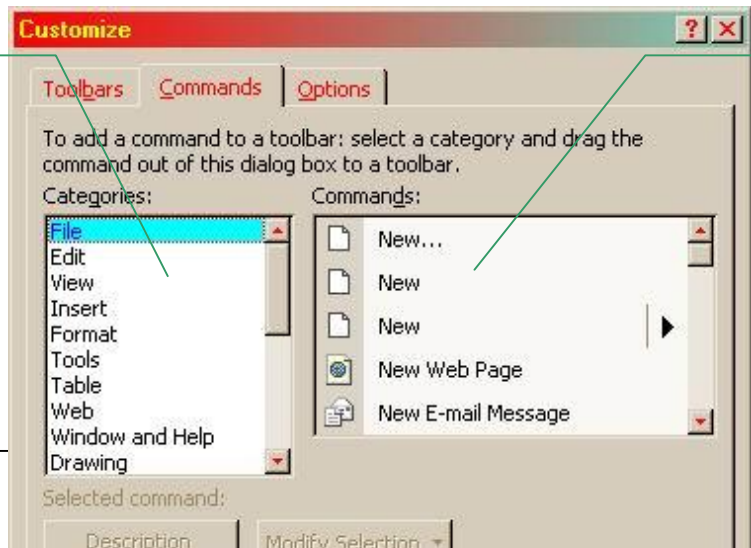 Customize
Toolbars Commands Options
To add a command to a toolbar: select a category and drag the
command out of this dialog box to a toolbar.
Categories:
File
Edit
View
Insert
Format
Tools
Table
Web
Window and Help
Drawing
Commands:
New...
New
New
New Web Page
New E-mail Message
Selected command:
Description Modify Selection